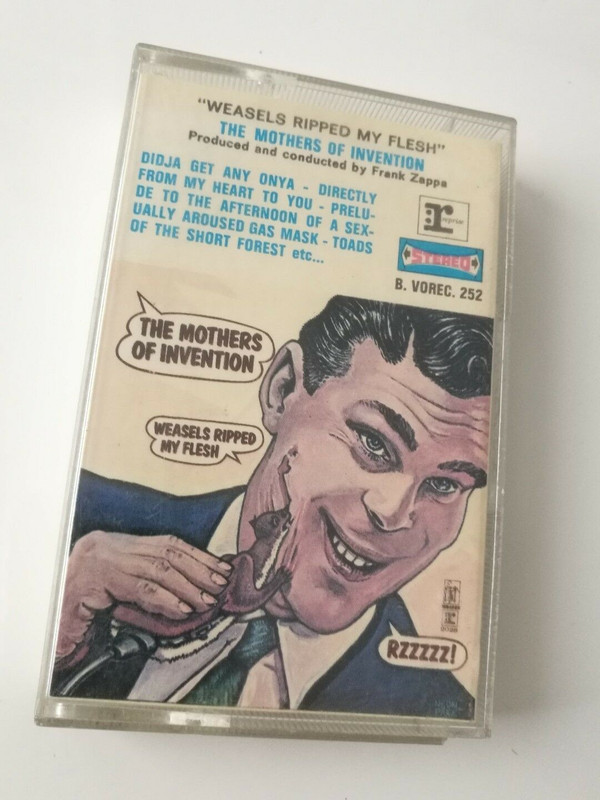 "WEASELS RIPPED MY FLESH"
THE MOTHERS OF INVENTION
Produced and conducted by Frank Zappa
DIDJA GET ANY ONYA - DIRECTLY
FROM MY HEART TO YOU - PRELU-
DE TO THE AFTERNOON OF A SEX-
UALLY AROUSED GAS MASK - TOADS
OF THE SHORT FOREST etc...
r: reprise
STEREO
B. VOREC. 252
THE MOTHERS
OF INVENTION
WEASELS RIPPED
MY FLESH
RZZZZZ!